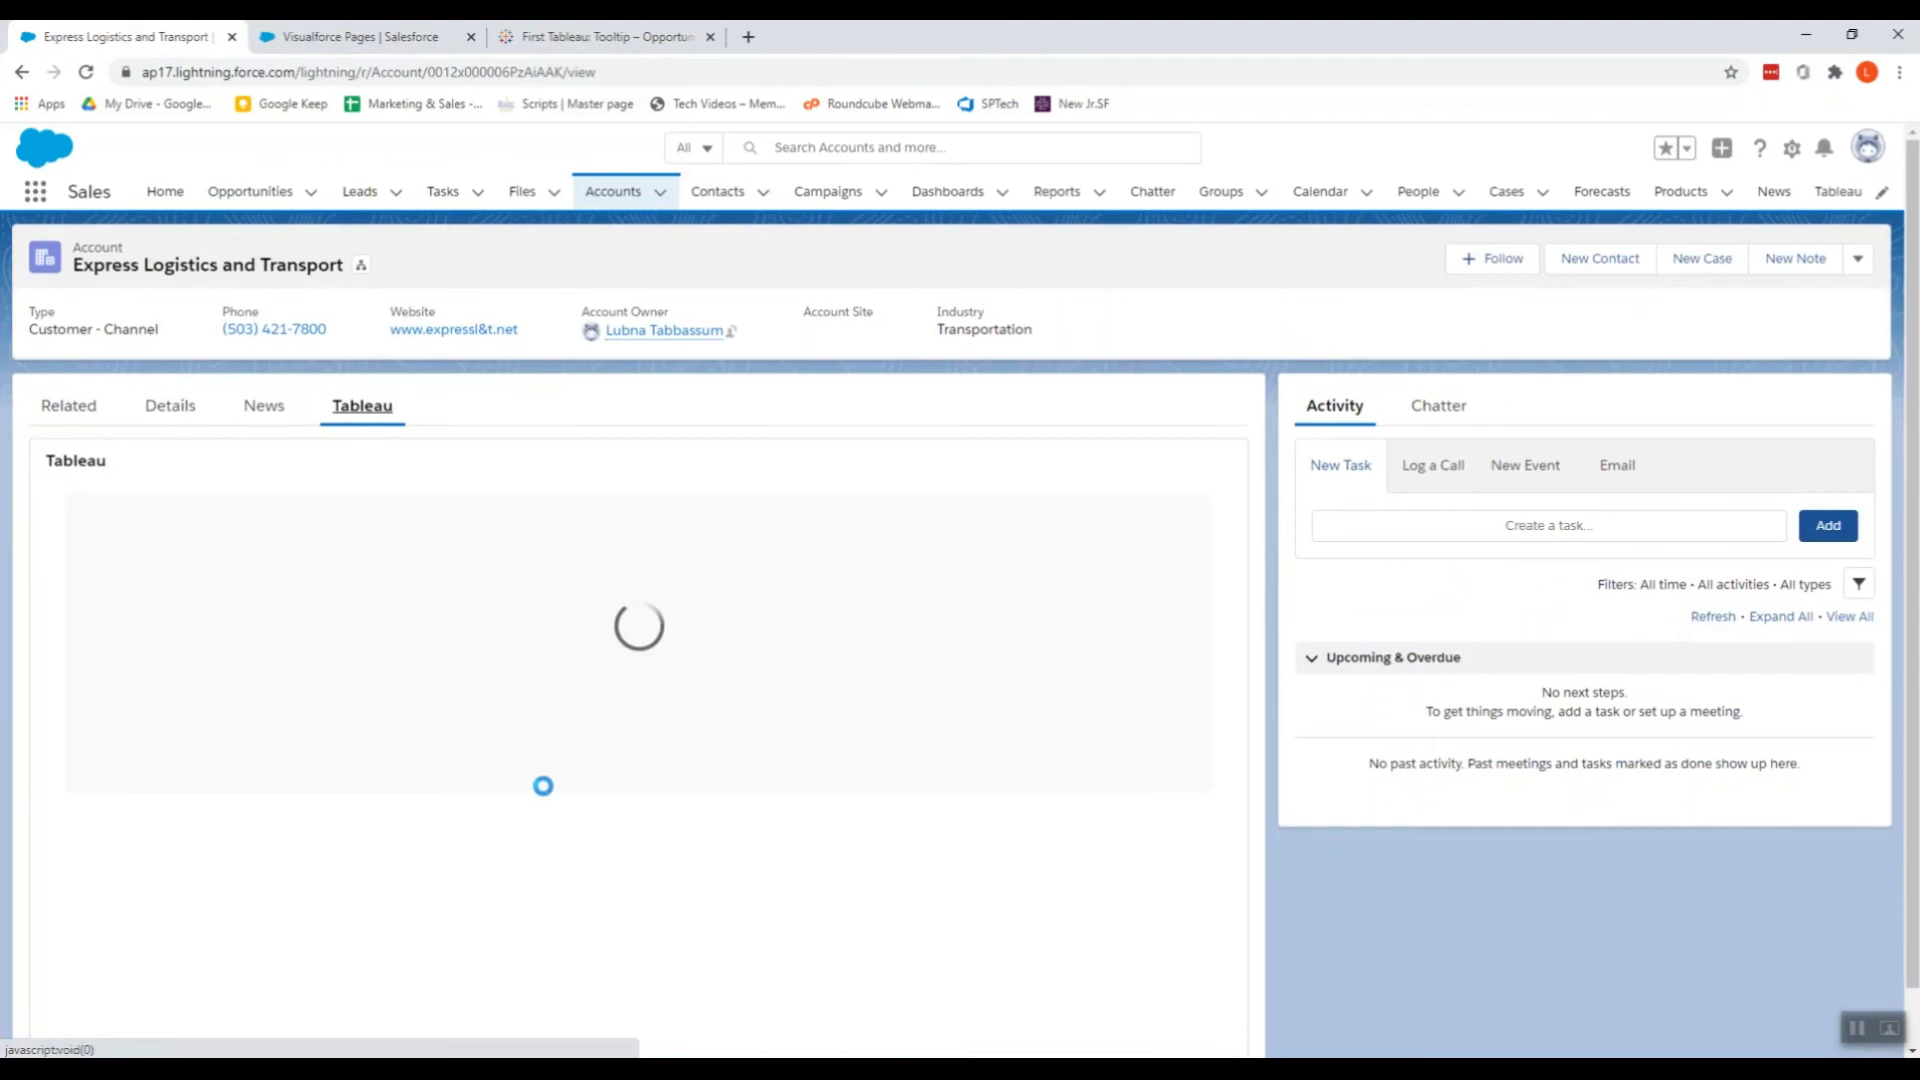 Express Logistics and Transport
Visualforce Pages | Salesforce
First Tableau: Tooltip – Opportun
ap17.lightning.force.com/lightning/r/Account/0012x000006PzAiAAK/view
Apps My Drive - Google... Google Keep Marketing & Sales -... Scripts | Master page Tech Videos – Mem... Roundcube Webma... SPTech New Jr.SF
All Search Accounts and more...
Sales Home Opportunities Leads Tasks Files Accounts Contacts Campaigns Dashboards Reports Chatter Groups Calendar People Cases Forecasts Products News Tableau
Account
Express Logistics and Transport
+ Follow New Contact New Case New Note
Type Phone Website Account Owner Account Site Industry
Customer - Channel (503) 421-7800 www.expressl&t.net Lubna Tabbassum Transportation
Related Details News Tableau
Activity Chatter
Tableau
New Task Log a Call New Event Email
Create a task... Add
Filters: All time • All activities • All types
Refresh • Expand All • View All
Upcoming & Overdue
No next steps.
To get things moving, add a task or set up a meeting.
No past activity. Past meetings and tasks marked as done show up here.
javascript:void(0)